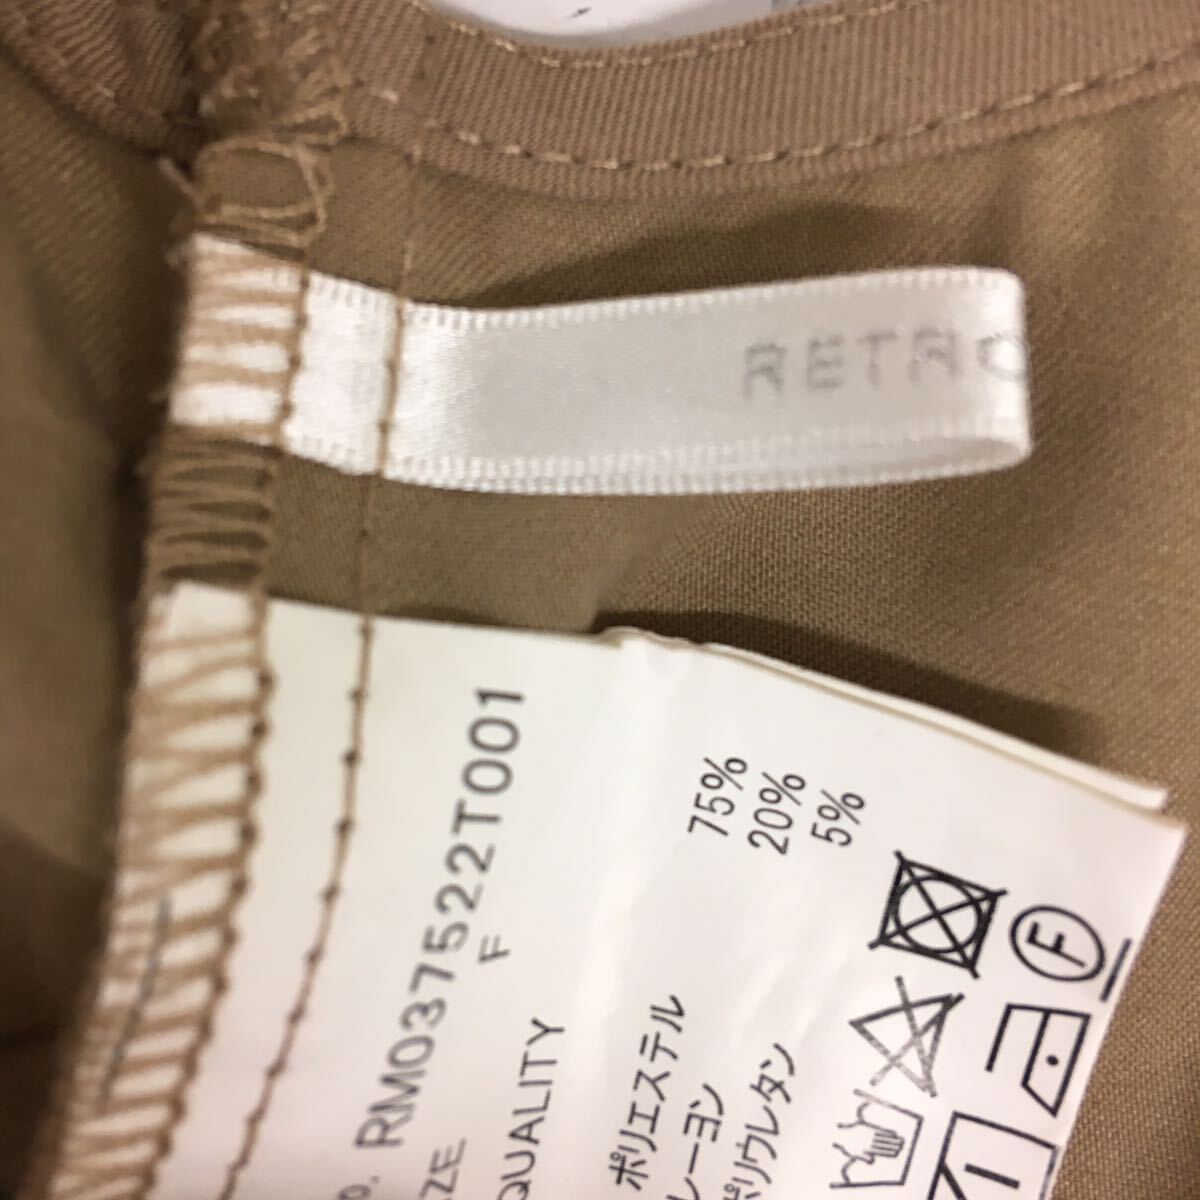 RETRO
RM037522T001
F
QUALITY
ポリエステル 75%
レーヨン 20%
ポリウレタン 5%
F